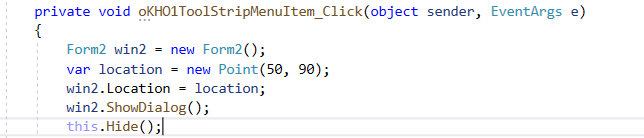 private void oKHO1ToolStripMenuItem_Click(object sender, EventArgs e)
{
Form2 win2 = new Form2();
var location = new Point(50, 90);
win2.Location = location;
win2.ShowDialog();
this.Hide();